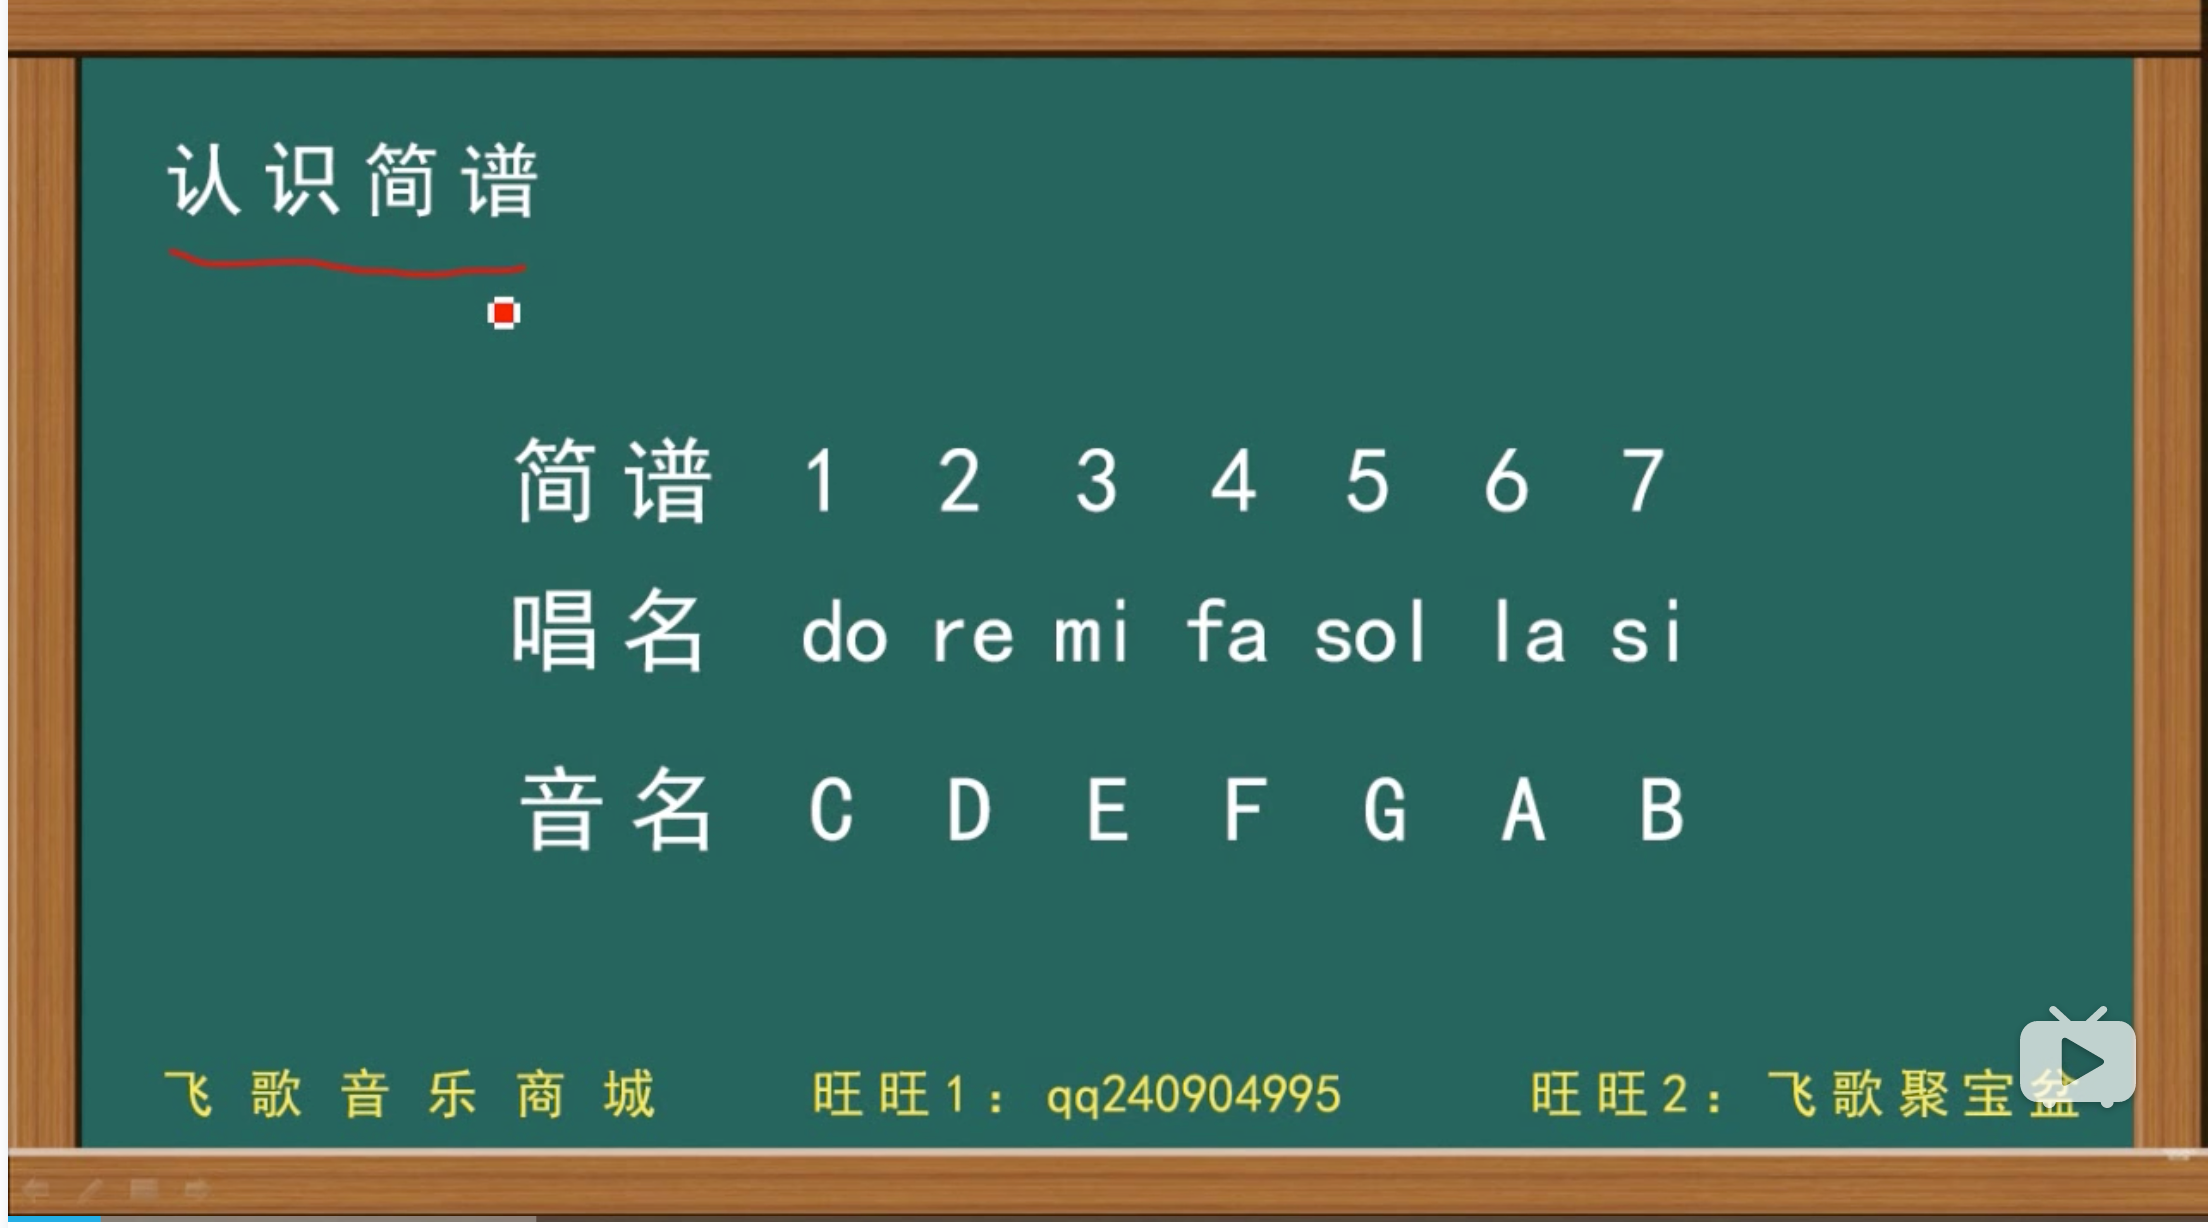 认识简谱
简谱 1 2 3 4 5 6 7
唱名 do re mi fa sol la si
音名 C D E F G A B
飞歌音乐商城 旺旺1：qq240904995 旺旺2：飞歌聚宝盆